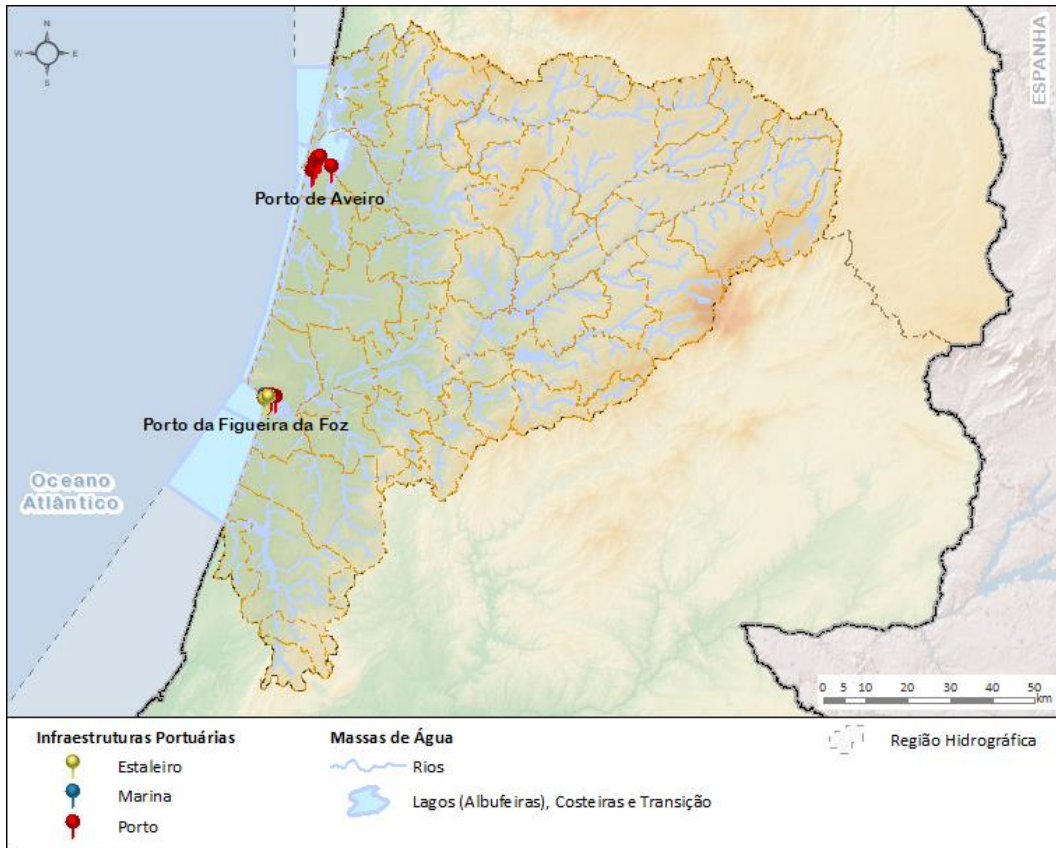 N
W
E
S
ESPANHA
Porto de Aveiro
Porto da Figueira da Foz
Oceano
Atlântico
0 5 10 20 30 40 50
km
Infraestruturas Portuárias
Estaleiro
Marina
Porto
Massas de Água
Rios
Lagos (Albufeiras), Costeiras e Transição
Região Hidrográfica